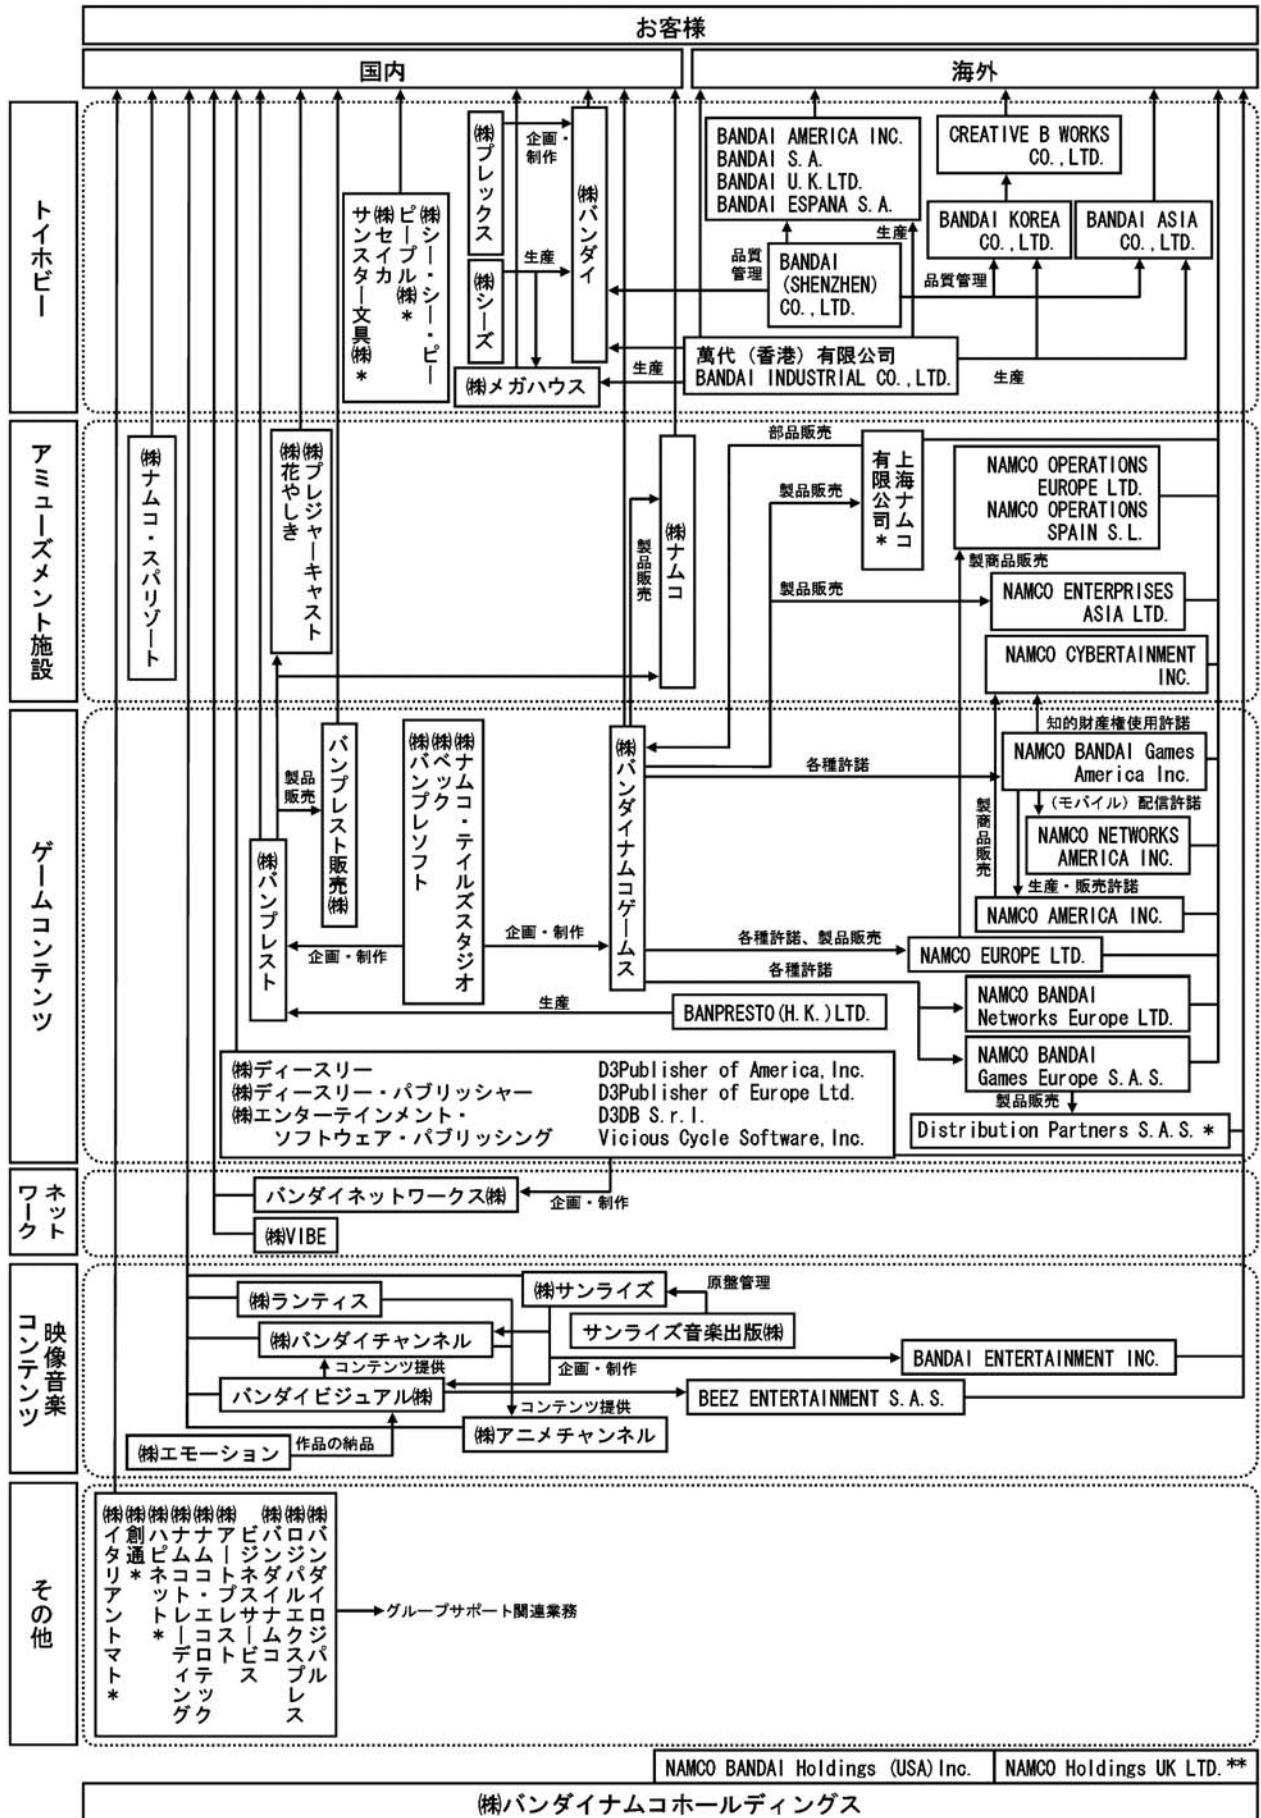 お客様
国内
海外
トイホビー
㈱プレックス
企画・
制作
㈱バンダイ
㈱シー・シー・ピー
ピープル㈱*
㈱セイカ
サンスター文具㈱*
生産
㈱シーズ
㈱メガハウス
BANDAI AMERICA INC.
BANDAI S.A.
BANDAI U.K.LTD.
BANDAI ESPANA S.A.
CREATIVE B WORKS
CO.,LTD.
BANDAI KOREA
CO.,LTD.
BANDAI ASIA
CO.,LTD.
品質
管理
生産
BANDAI
(SHENZHEN)
CO.,LTD.
品質管理
生産
萬代（香港）有限公司
BANDAI INDUSTRIAL CO.,LTD.
生産
アミューズメント施設
㈱ナムコ・スパリゾート
㈱プレジャーキャスト
㈱花やしき
製品販売
㈱ナムコ
部品販売
製品販売
上海ナムコ
有限公司*
NAMCO OPERATIONS
EUROPE LTD.
NAMCO OPERATIONS
SPAIN S.L.
製商品販売
製品販売
NAMCO ENTERPRISES
ASIA LTD.
NAMCO CYBERTAINMENT
INC.
ゲームコンテンツ
製品
販売
バンプレスト販売㈱
㈱バンプレスト
㈱ナムコ・テイルズスタジオ
㈱ベック
㈱バンプレソフト
企画・制作
企画・制作
㈱バンダイナムコゲームス
知的財産権使用許諾
各種許諾
NAMCO BANDAI Games
America Inc.
(モバイル) 配信許諾
製商品販売
NAMCO NETWORKS
AMERICA INC.
生産・販売許諾
NAMCO AMERICA INC.
各種許諾、製品販売
NAMCO EUROPE LTD.
各種許諾
NAMCO BANDAI
Networks Europe LTD.
生産
BANPRESTO(H.K.)LTD.
NAMCO BANDAI
Games Europe S.A.S.
製品販売
Distribution Partners S.A.S.*
㈱ディースリー D3Publisher of America,Inc.
㈱ディースリー・パブリッシャー D3Publisher of Europe Ltd.
㈱エンターテインメント・ D3DB S.r.l.
ソフトウェア・パブリッシング Vicious Cycle Software,Inc.
ネット
ワーク
バンダイネットワークス㈱
企画・制作
㈱VIBE
映像音楽
コンテンツ
㈱サンライズ
原盤管理
㈱ランティス
サンライズ音楽出版㈱
㈱バンダイチャンネル
コンテンツ提供
企画・制作
BANDAI ENTERTAINMENT INC.
バンダイビジュアル㈱
BEEZ ENTERTAINMENT S.A.S.
コンテンツ提供
㈱アニメチャンネル
㈱エモーション
作品の納品
その他
㈱バンダイロジパル
㈱ロジパルエクスプレス
㈱バンダイナムコ
ビジネスサービス
㈱アートプレスト
㈱ナムコ・エコロテック
㈱ナムコトレーディング
㈱ハピネット*
㈱創通*
㈱イタリアントマト*
グループサポート関連業務
NAMCO BANDAI Holdings (USA)Inc.
NAMCO Holdings UK LTD.**
㈱バンダイナムコホールディングス